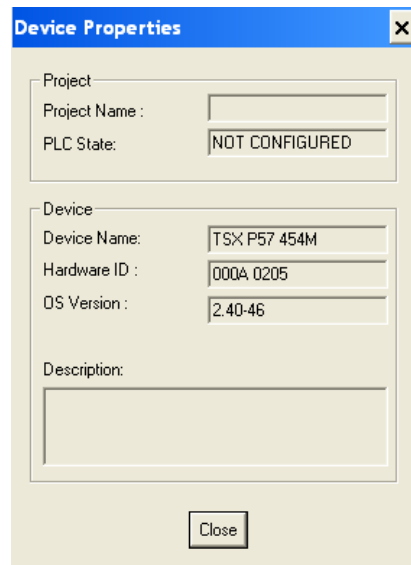 Device Properties
Project
Project Name :
PLC State: NOT CONFIGURED
Device
Device Name: TSX P57 454M
Hardware ID : 000A 0205
OS Version : 2.40-46
Description:
Close